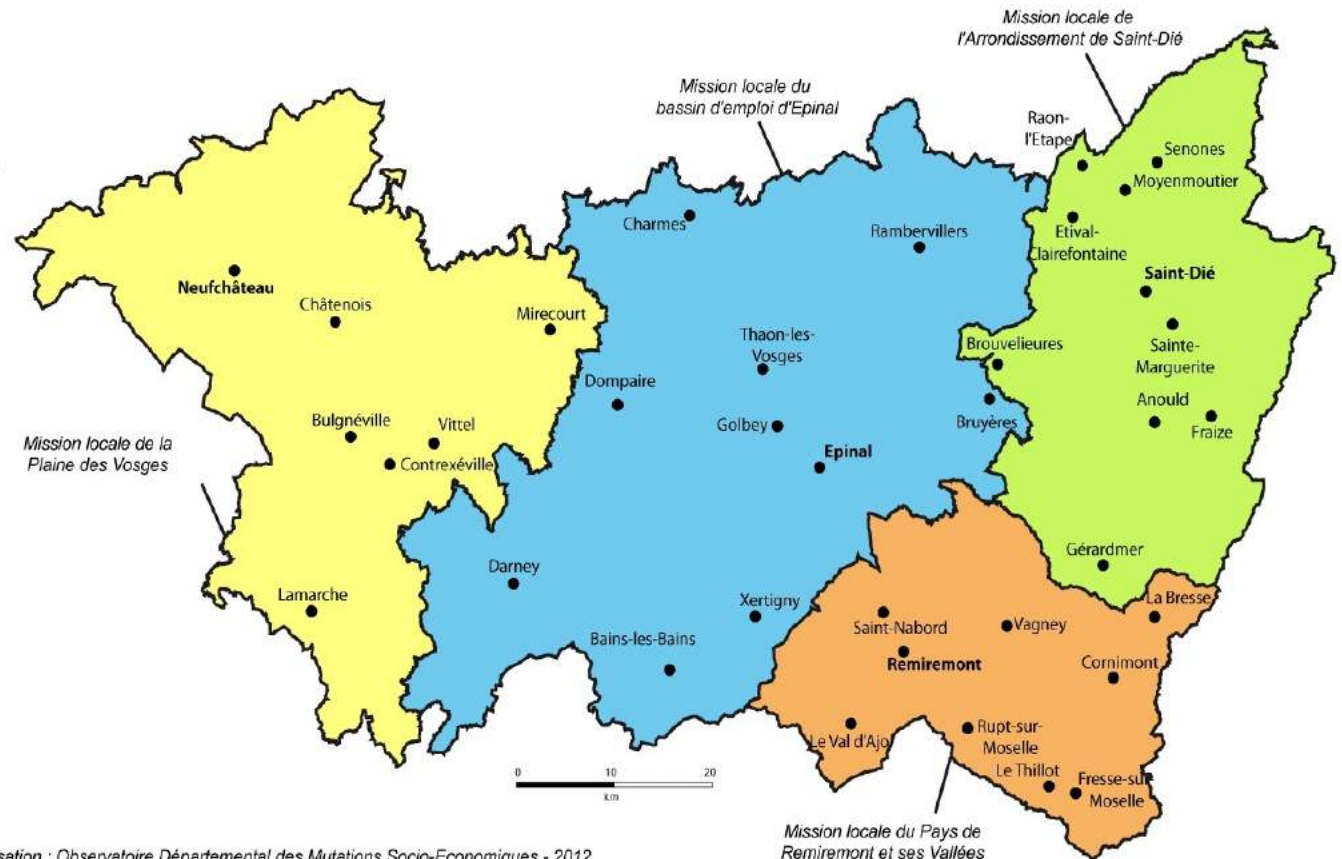 Mission locale de
l'Arrondissement de Saint-Dié
Mission locale du
bassin d'emploi d'Epinal
Raon-
l'Etape
Senones
Moyenmoutier
Charmes
Rambervillers
Etival-
Clairefontaine
Neufchâteau
Saint-Dié
Châtenois
Mirecourt
Thaon-les-
Vosges
Brouvelieures
Sainte-
Marguerite
Dompaire
Anould
Bulgnéville
Vittel
Golbey
Bruyères
Fraize
Mission locale de la
Plaine des Vosges
Contrexéville
Epinal
Gérardmer
Darney
Lamarche
Xertigny
La Bresse
Saint-Nabord
Vagney
Bains-les-Bains
Remiremont
Cornimont
Le Val d'Ajo
Rupt-sur-
Moselle
0 10 20
km
Le Thillot
Fresse-sur-
Moselle
Mission locale du Pays de
Remiremont et ses Vallées
sation : Observatoire Départemental des Mutations Socio-Economiques - 2012